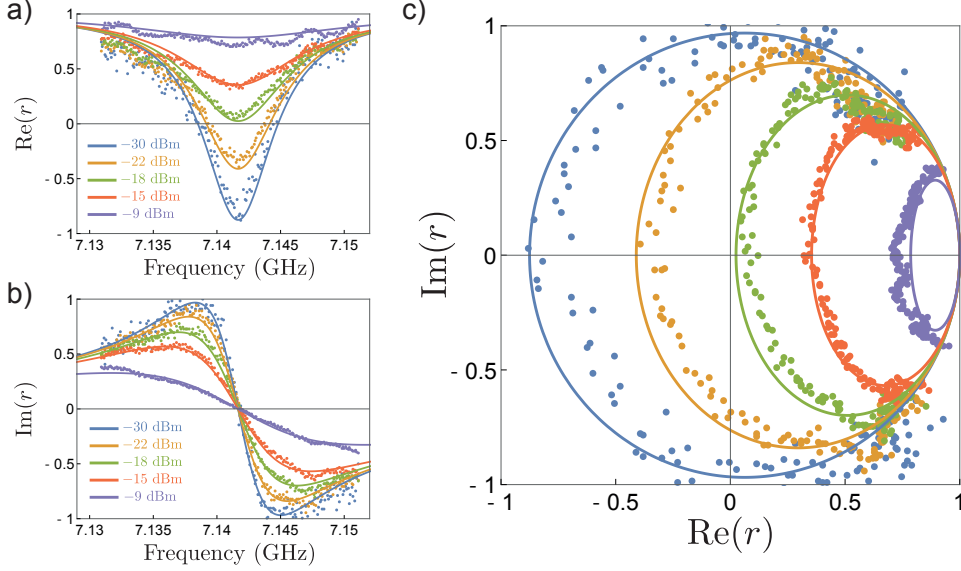 a)
1
0.5
0
- 0.5
- 1
Re(r)
−30 dBm
−22 dBm
−18 dBm
−15 dBm
−9 dBm
7.13 7.135 7.14 7.145 7.15
Frequency (GHz)
b)
1
0.5
0
- 0.5
- 1
Im(r)
−30 dBm
−22 dBm
−18 dBm
−15 dBm
−9 dBm
7.13 7.135 7.14 7.145 7.15
Frequency (GHz)
c)
1
0.5
0
- 0.5
- 1
Im(r)
- 1 - 0.5 0 0.5 1
Re(r)